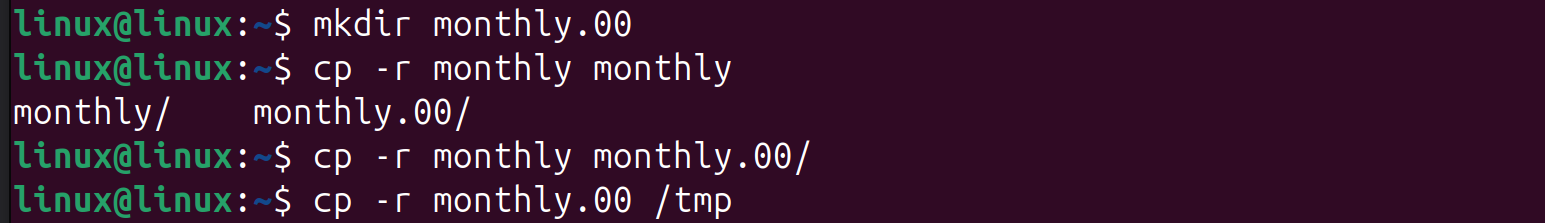 linux@linux:~$ mkdir monthly.00
linux@linux:~$ cp -r monthly monthly
monthly/    monthly.00/
linux@linux:~$ cp -r monthly monthly.00/
linux@linux:~$ cp -r monthly.00 /tmp